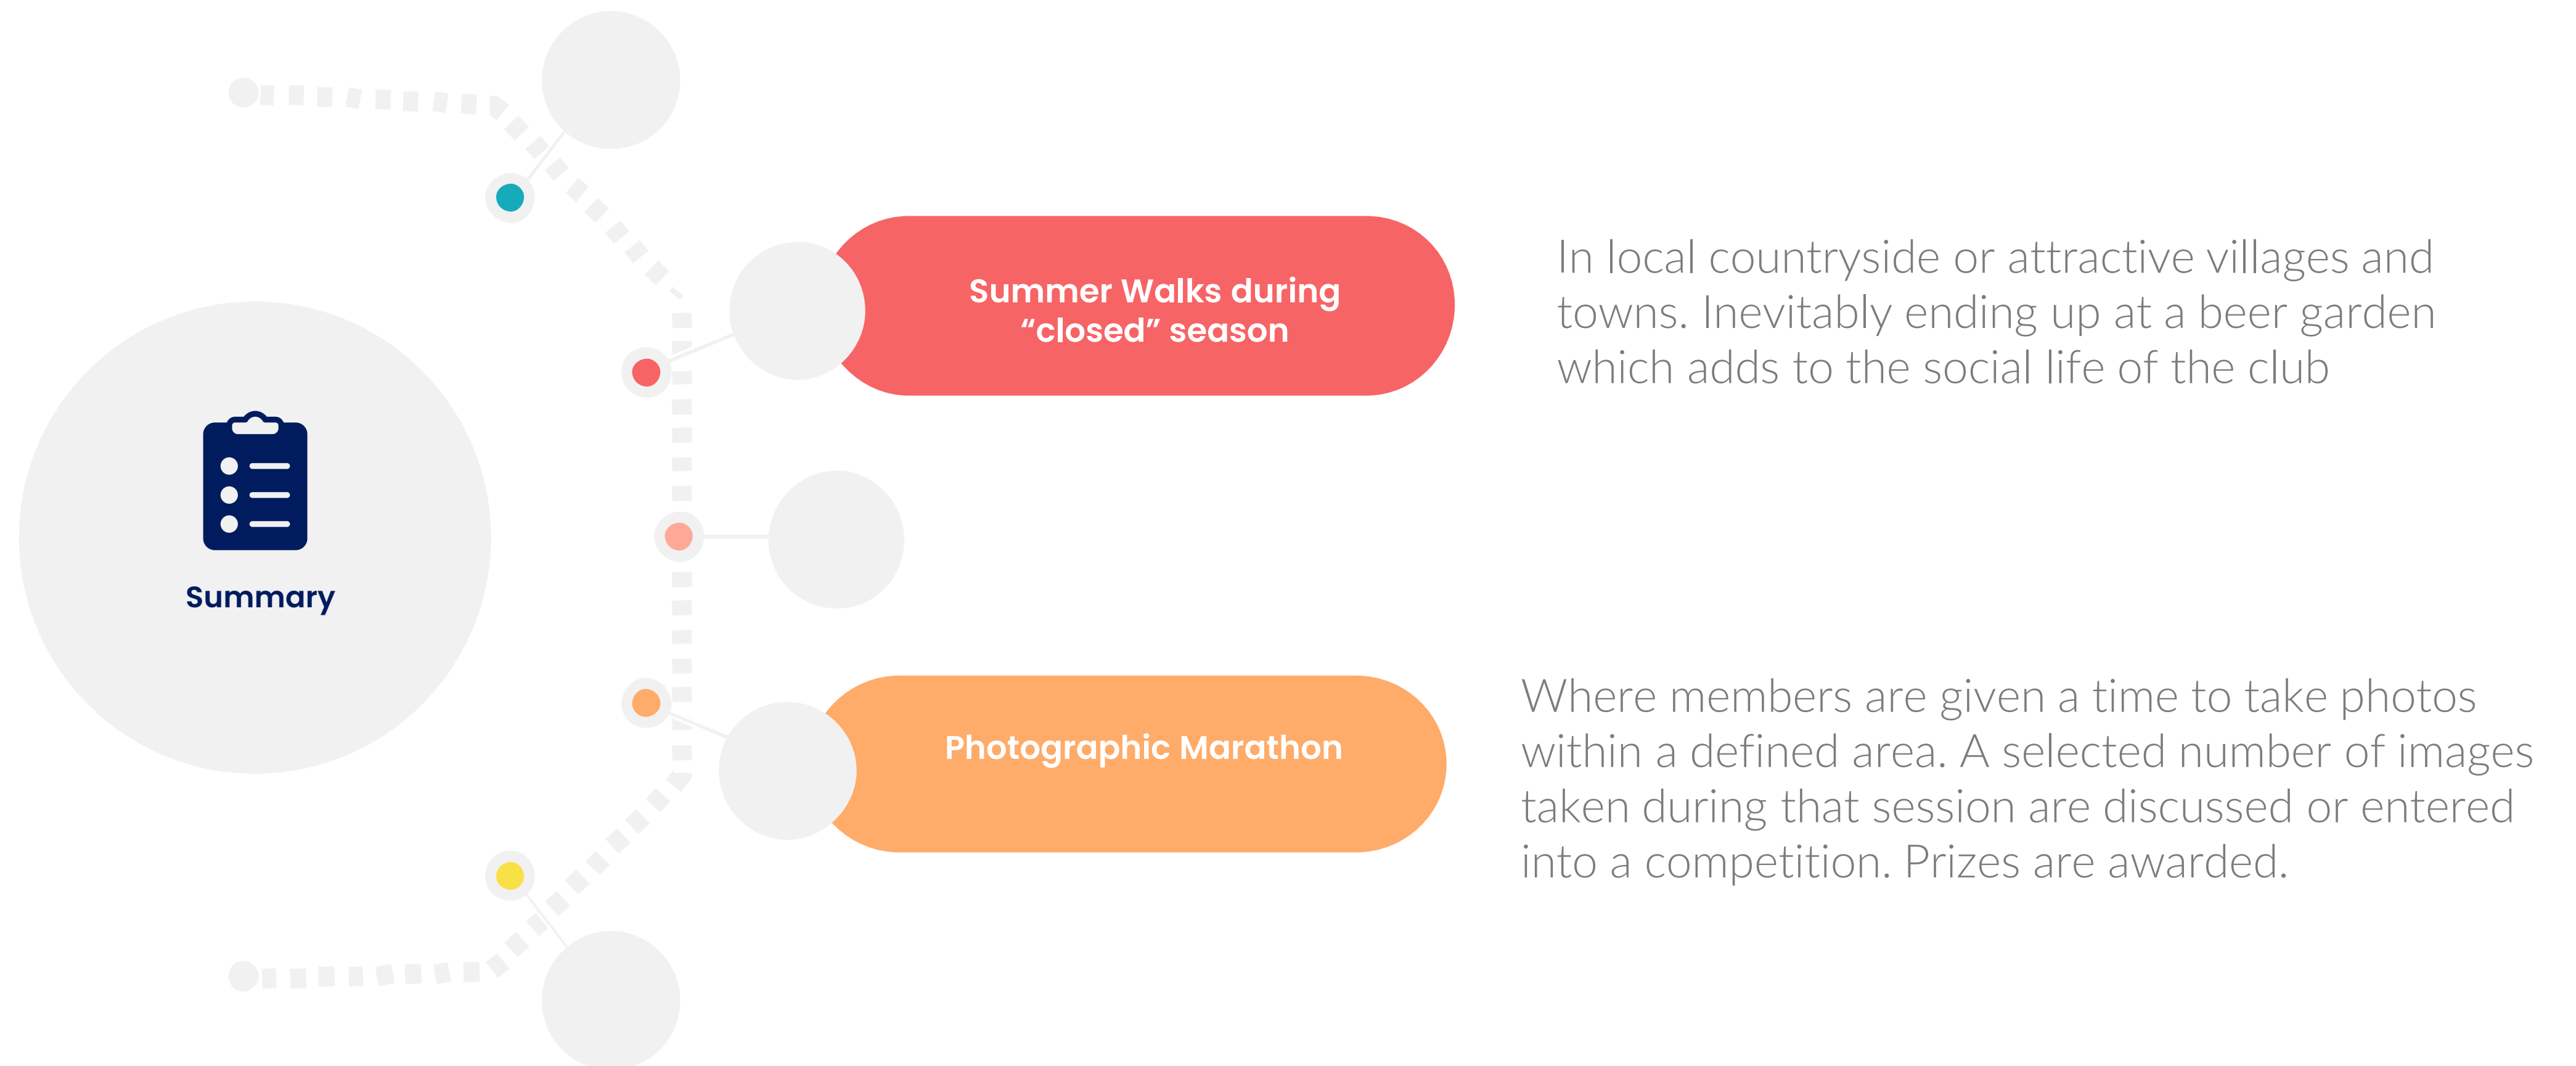 Summary
Summer Walks during
“closed” season
In local countryside or attractive villages and
towns. Inevitably ending up at a beer garden
which adds to the social life of the club
Photographic Marathon
Where members are given a time to take photos
within a defined area. A selected number of images
taken during that session are discussed or entered
into a competition. Prizes are awarded.